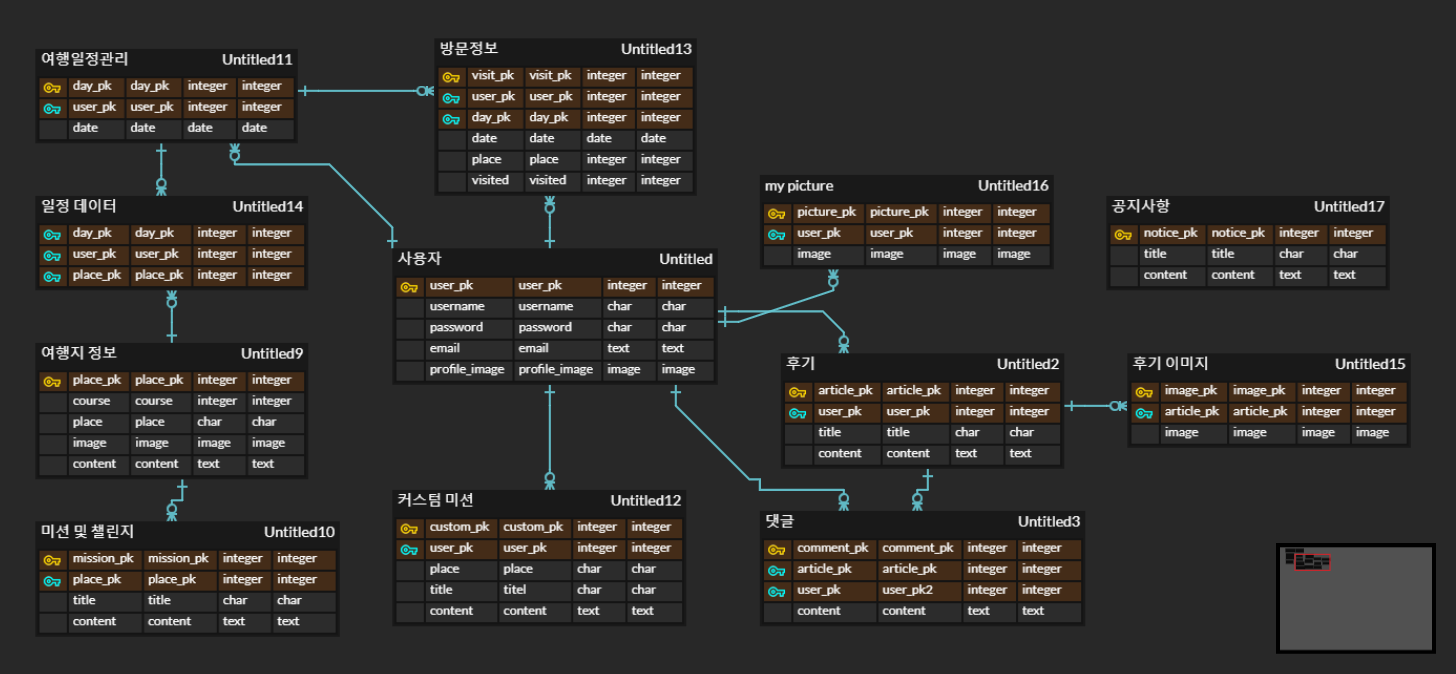 여행일정관리 Untitled11
day_pk day_pk integer integer
user_pk user_pk integer integer
date date date date
방문정보 Untitled13
visit_pk visit_pk integer integer
user_pk user_pk integer integer
day_pk day_pk integer integer
date date date date
place place integer integer
visited visited integer integer
일정 데이터 Untitled14
day_pk day_pk integer integer
user_pk user_pk integer integer
place_pk place_pk integer integer
사용자 Untitled
user_pk user_pk integer integer
username username char char
password password char char
email email text text
profile_image profile_image image image
my picture Untitled16
picture_pk picture_pk integer integer
user_pk user_pk integer integer
image image image image
공지사항 Untitled17
notice_pk notice_pk integer integer
title title char char
content content text text
여행지 정보 Untitled9
place_pk place_pk integer integer
course course integer integer
place place char char
image image image image
content content text text
후기 Untitled2
article_pk article_pk integer integer
user_pk user_pk integer integer
title title char char
content content text text
후기 이미지 Untitled15
image_pk image_pk integer integer
article_pk article_pk integer integer
image image image image
미션 및 챌린지 Untitled10
mission_pk mission_pk integer integer
place_pk place_pk integer integer
title title char char
content content text text
커스텀 미션 Untitled12
custom_pk custom_pk integer integer
user_pk user_pk integer integer
place place char char
title titel char char
content content text text
댓글 Untitled3
comment_pk comment_pk integer integer
article_pk article_pk integer integer
user_pk user_pk2 integer integer
content content text text